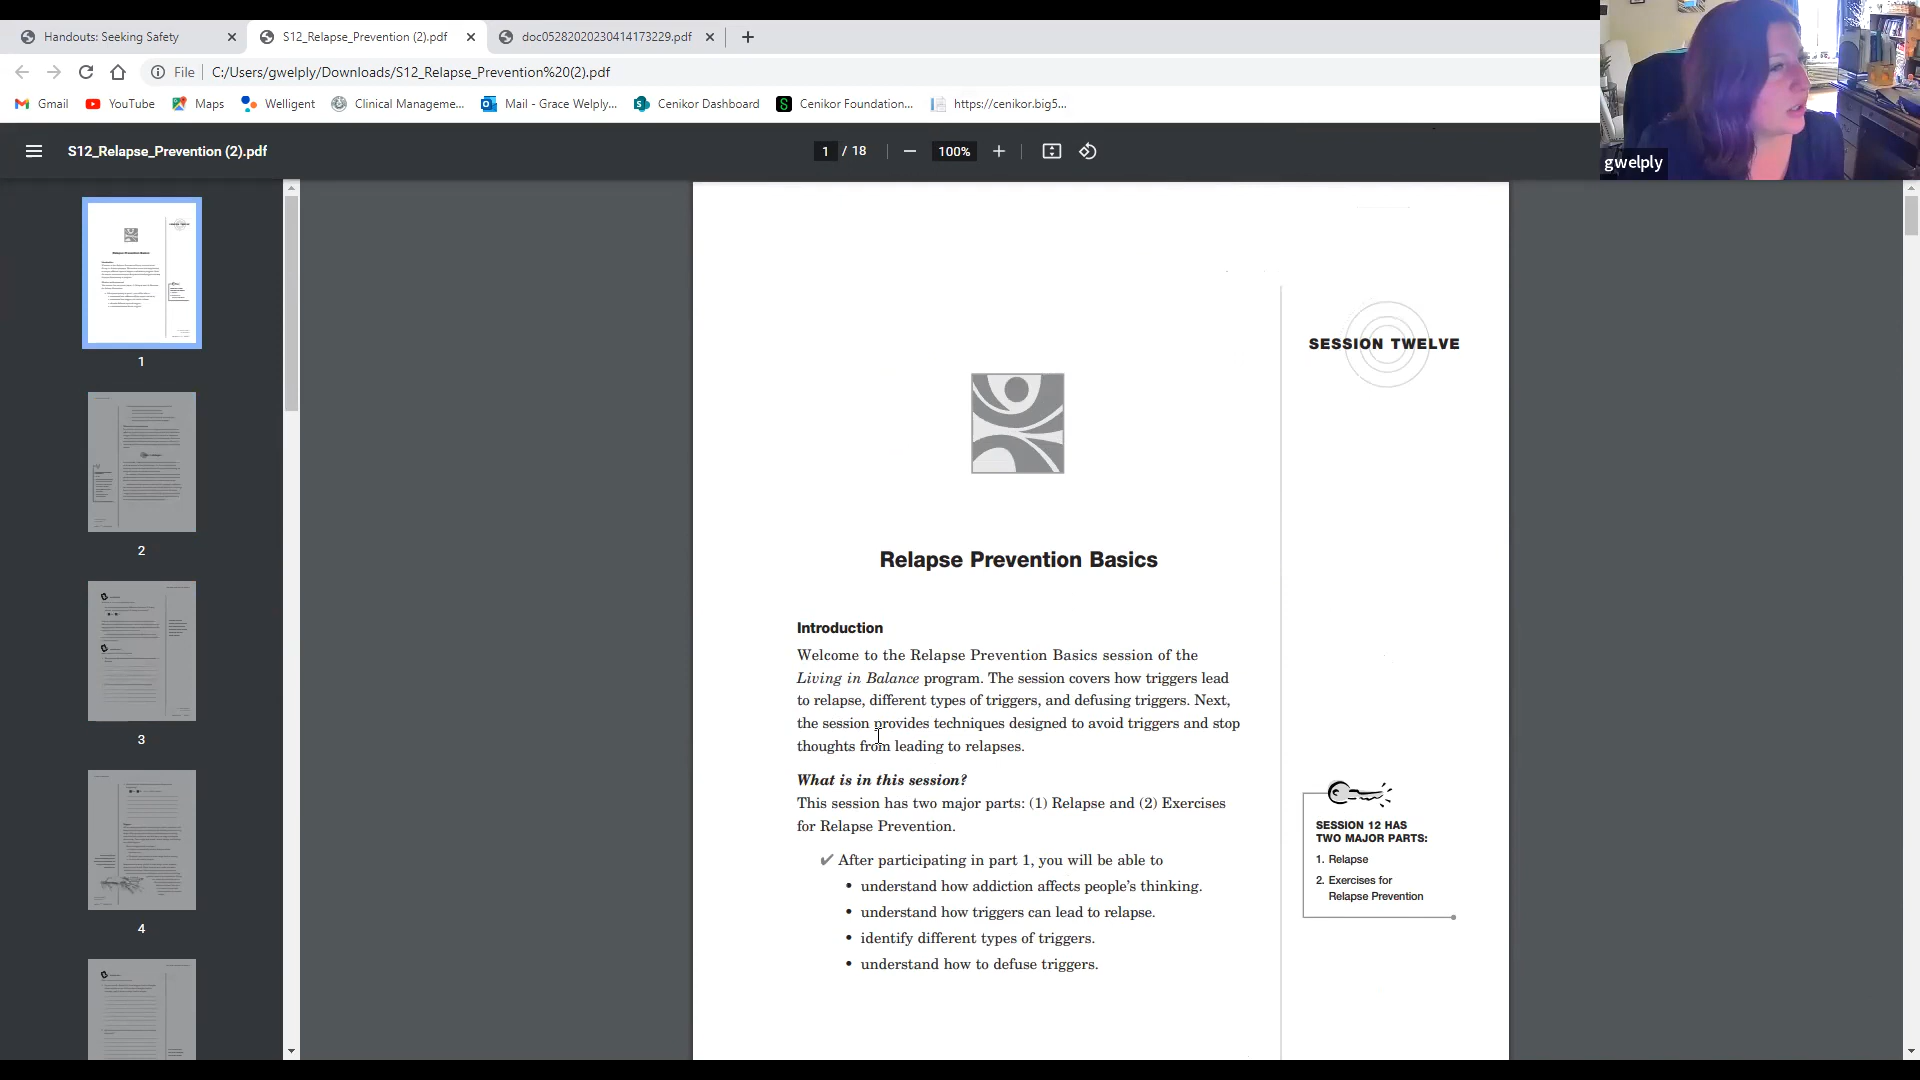 Handouts: Seeking Safety
S12_Relapse_Prevention (2).pdf
doc05282020230414173229.pdf
File
C:/Users/gwelply/Downloads/S12_Relapse_Prevention%20(2).pdf
Gmail
YouTube
Maps
Welligent
Clinical Manageme...
Mail - Grace Welply,...
Cenikor Dashboard
Cenikor Foundation...
https://cenikor.big5...
gwelply
S12_Relapse_Prevention (2).pdf
1 / 18
100%
1
2
3
4
SESSION TWELVE
Relapse Prevention Basics
Introduction
Welcome to the Relapse Prevention Basics session of the
Living in Balance program. The session covers how triggers lead
to relapse, different types of triggers, and defusing triggers. Next,
the session provides techniques designed to avoid triggers and stop
thoughts from leading to relapses.
What is in this session?
This session has two major parts: (1) Relapse and (2) Exercises
for Relapse Prevention.
✔ After participating in part 1, you will be able to
• understand how addiction affects people's thinking.
• understand how triggers can lead to relapse.
• identify different types of triggers.
• understand how to defuse triggers.
SESSION 12 HAS
TWO MAJOR PARTS:
1. Relapse
2. Exercises for
Relapse Prevention